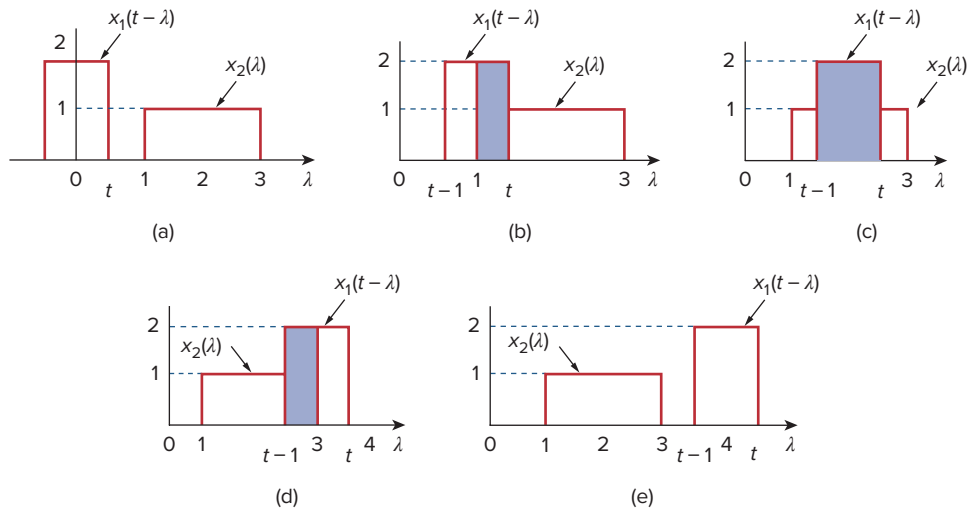 x₁(t − λ)
2
x₂(λ)
1
0 t 1 2 3 λ
(a)
x₁(t − λ)
2
x₂(λ)
1
0 t − 1 1 t 3 λ
(b)
x₁(t − λ)
2
x₂(λ)
1
0 1 t − 1 t 3 λ
(c)
x₁(t − λ)
2
x₂(λ)
1
0 1 t − 1 3 t 4 λ
(d)
x₁(t − λ)
2
x₂(λ)
1
0 1 2 3 t − 1 4 t λ
(e)